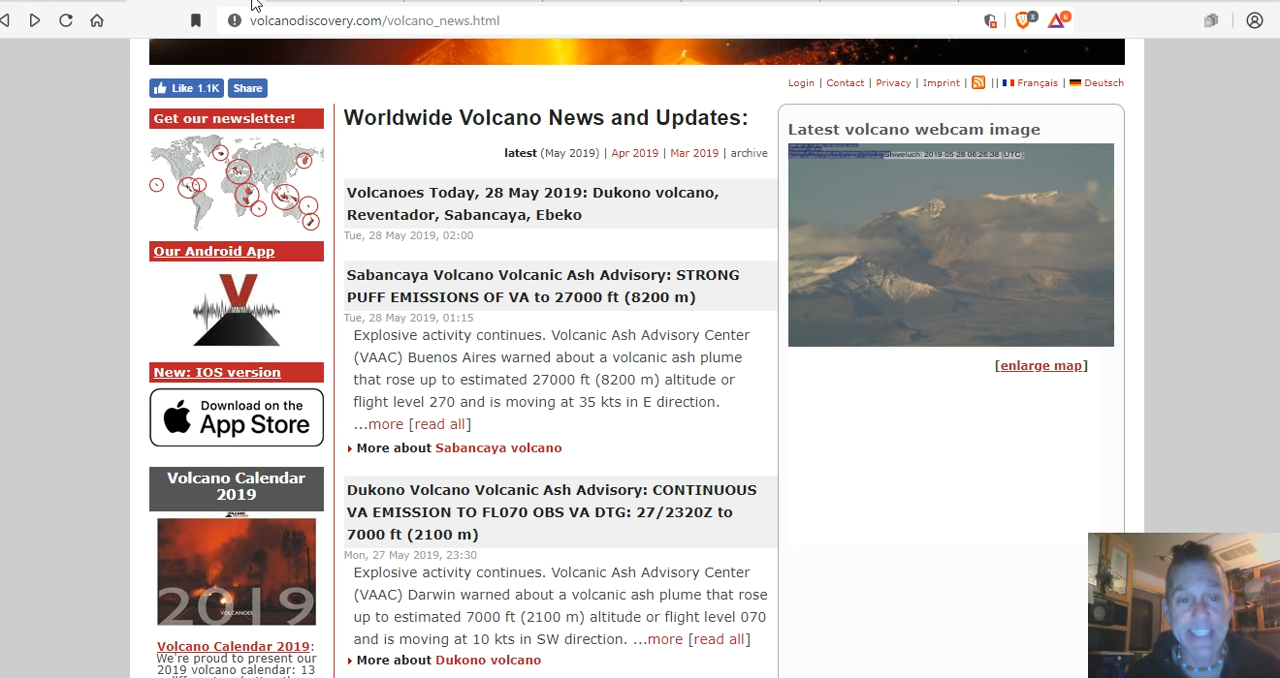 volcanodiscovery.com/volcano_news.html
3
6
Like 1.1K
Share
Login | Contact | Privacy | Imprint | || Français | Deutsch
Get our newsletter!
Our Android App
New: IOS version
Download on the
App Store
Volcano Calendar
2019
2019
VOLCANOES
Volcano Calendar 2019:
We're proud to present our
2019 volcano calendar: 13
Worldwide Volcano News and Updates:
latest (May 2019) | Apr 2019 | Mar 2019 | archive
Volcanoes Today, 28 May 2019: Dukono volcano,
Reventador, Sabancaya, Ebeko
Tue, 28 May 2019, 02:00
Sabancaya Volcano Volcanic Ash Advisory: STRONG
PUFF EMISSIONS OF VA to 27000 ft (8200 m)
Tue, 28 May 2019, 01:15
Explosive activity continues. Volcanic Ash Advisory Center
(VAAC) Buenos Aires warned about a volcanic ash plume
that rose up to estimated 27000 ft (8200 m) altitude or
flight level 270 and is moving at 35 kts in E direction.
...more [read all]
More about Sabancaya volcano
Dukono Volcano Volcanic Ash Advisory: CONTINUOUS
VA EMISSION TO FL070 OBS VA DTG: 27/2320Z to
7000 ft (2100 m)
Mon, 27 May 2019, 23:30
Explosive activity continues. Volcanic Ash Advisory Center
(VAAC) Darwin warned about a volcanic ash plume that rose
up to estimated 7000 ft (2100 m) altitude or flight level 070
and is moving at 10 kts in SW direction. ...more [read all]
More about Dukono volcano
Latest volcano webcam image
Shiveluch: 2019-05-28 06:26:38 [UTC]
[enlarge map]